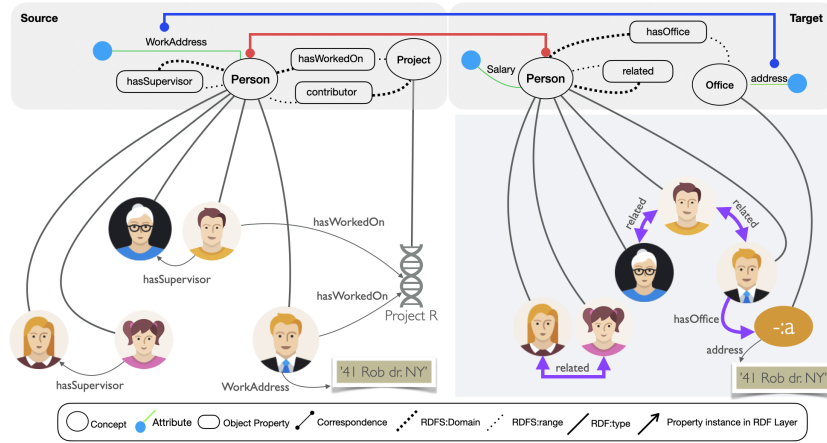 Source
Target
WorkAddress
hasWorkedOn
Project
hasOffice
hasSupervisor
Person
contributor
Salary
Person
related
Office
address
hasWorkedOn
hasSupervisor
related
related
hasWorkedOn
Project R
hasOffice
-:a
hasSupervisor
WorkAddress
'41 Rob dr. NY'
related
address
'41 Rob dr. NY'
Concept
Attribute
Object Property
Correspondence
RDFS:Domain
RDFS:range
RDF:type
Property instance in RDF Layer